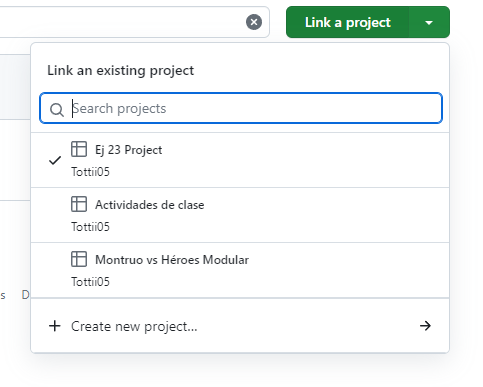 Link a project
Link an existing project
Search projects
Ej 23 Project
Tottii05
Actividades de clase
Tottii05
Montruo vs Héroes Modular
Tottii05
s D
Create new project...